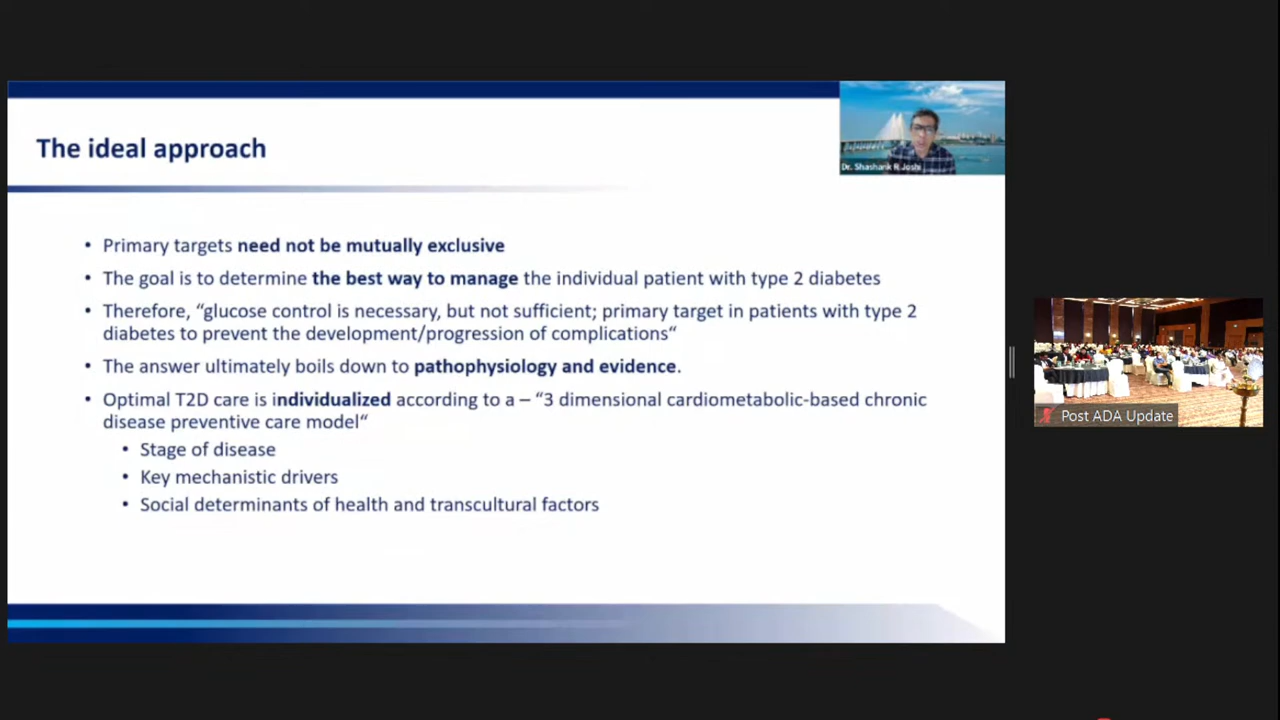 The ideal approach
Dr. Shashank R Joshi
• Primary targets need not be mutually exclusive
• The goal is to determine the best way to manage the individual patient with type 2 diabetes
• Therefore, “glucose control is necessary, but not sufficient; primary target in patients with type 2
diabetes to prevent the development/progression of complications“
• The answer ultimately boils down to pathophysiology and evidence.
• Optimal T2D care is individualized according to a – “3 dimensional cardiometabolic-based chronic
disease preventive care model“
• Stage of disease
• Key mechanistic drivers
• Social determinants of health and transcultural factors
Post ADA Update